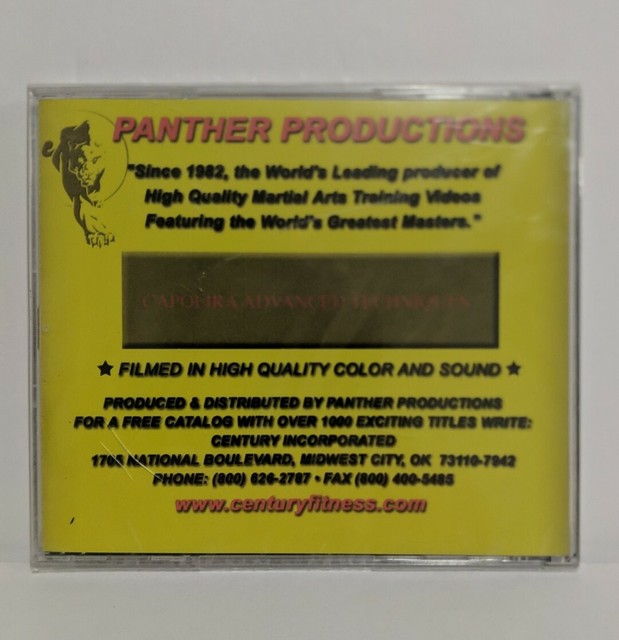 PANTHER PRODUCTIONS
"Since 1982, the World's Leading producer of
High Quality Martial Arts Training Videos
Featuring the World's Greatest Masters."
CAPOEIRA ADVANCED TECHNIQUES
★ FILMED IN HIGH QUALITY COLOR AND SOUND ★
PRODUCED & DISTRIBUTED BY PANTHER PRODUCTIONS
FOR A FREE CATALOG WITH OVER 1000 EXCITING TITLES WRITE:
CENTURY INCORPORATED
1705 NATIONAL BOULEVARD, MIDWEST CITY, OK 73110-7942
PHONE: (800) 626-2787 • FAX (800) 400-5485
www.centuryfitness.com